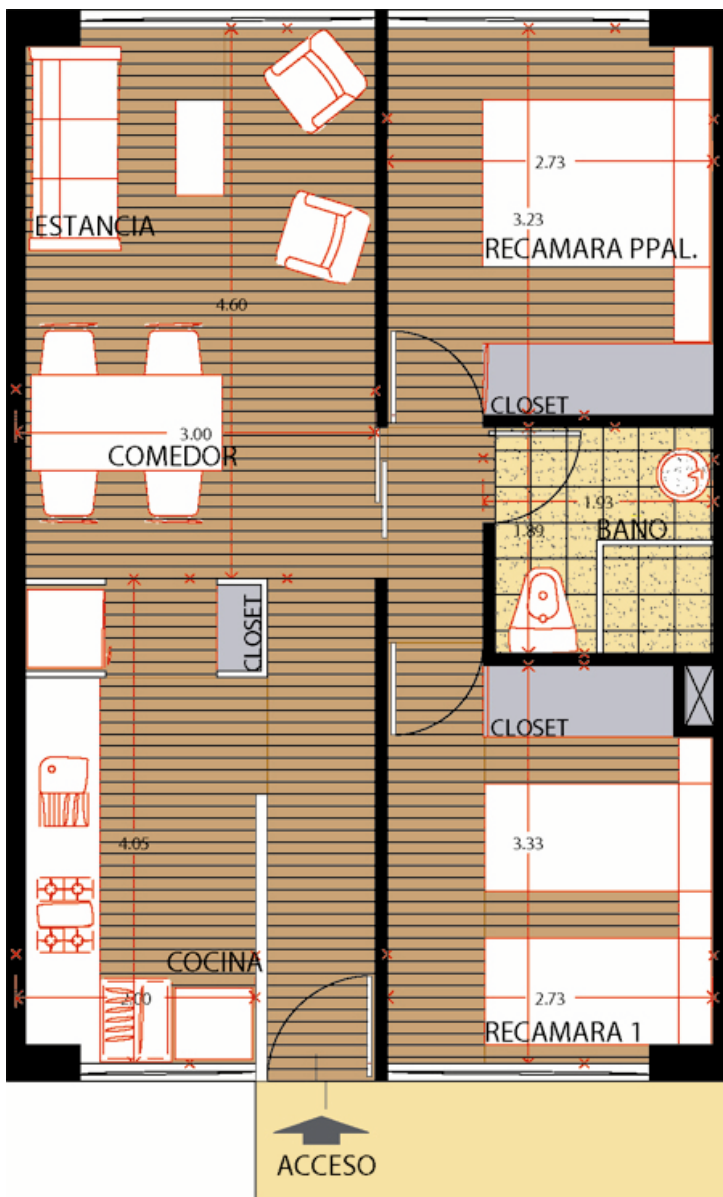 2.73
3.23
ESTANCIA
RECAMARA PPAL.
4.60
CLOSET
3.00
COMEDOR
1.93
1.89
BANO
CLOSET
CLOSET
4.05
3.33
COCINA
2.00
2.73
RECAMARA 1
ACCESO